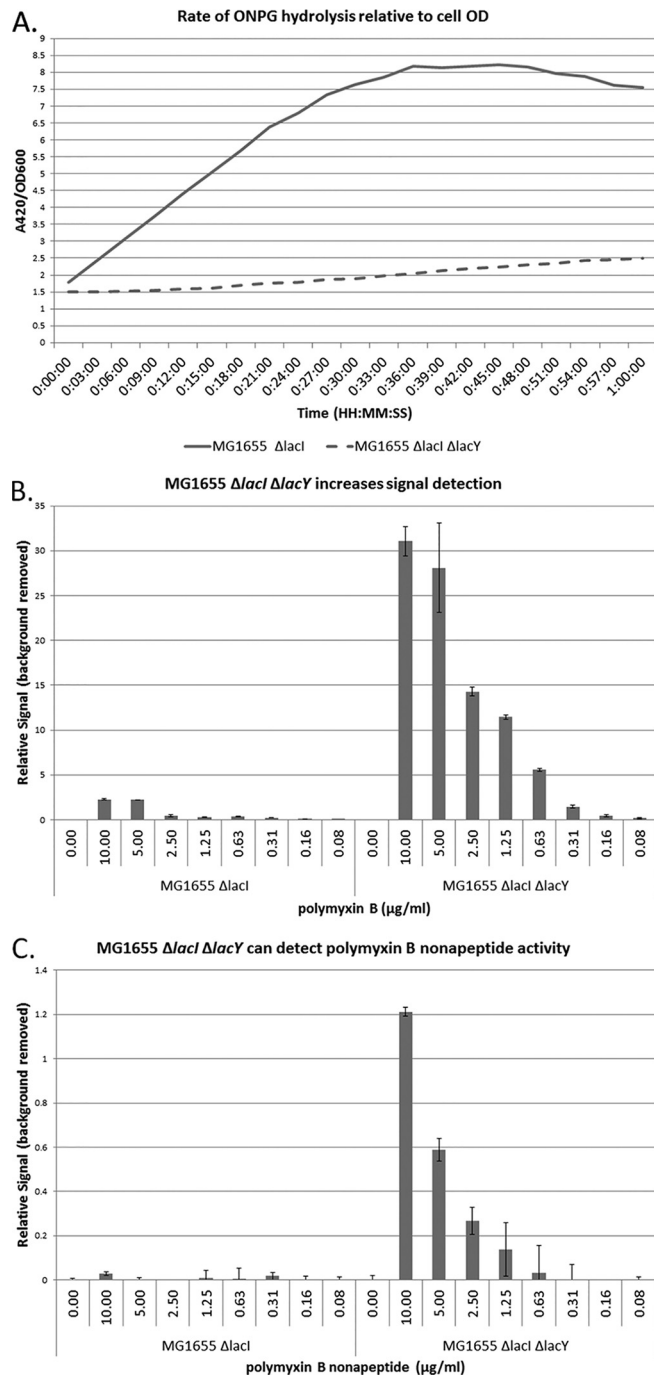 A.
Rate of ONPG hydrolysis relative to cell OD
9
8.5
8
7.5
7
6.5
6
5.5
5
4.5
4
3.5
3
2.5
2
1.5
1
0.5
0
A420/OD600
0:00:00 0:03:00 0:06:00 0:09:00 0:12:00 0:15:00 0:18:00 0:21:00 0:24:00 0:27:00 0:30:00 0:33:00 0:36:00 0:39:00 0:42:00 0:45:00 0:48:00 0:51:00 0:54:00 0:57:00 1:00:00
Time (HH:MM:SS)
MG1655 ΔlacI MG1655 ΔlacI ΔlacY
B.
MG1655 ΔlacI ΔlacY increases signal detection
35
30
25
20
15
10
5
0
Relative Signal (background removed)
0.00 10.00 5.00 2.50 1.25 0.63 0.31 0.16 0.08 0.00 10.00 5.00 2.50 1.25 0.63 0.31 0.16 0.08
MG1655 ΔlacI MG1655 ΔlacI ΔlacY
polymyxin B (µg/ml)
C.
MG1655 ΔlacI ΔlacY can detect polymyxin B nonapeptide activity
1.4
1.2
1
0.8
0.6
0.4
0.2
0
Relative Signal (background removed)
0.00 10.00 5.00 2.50 1.25 0.63 0.31 0.16 0.08 0.00 10.00 5.00 2.50 1.25 0.63 0.31 0.16 0.08
MG1655 ΔlacI MG1655 ΔlacI ΔlacY
polymyxin B nonapeptide (µg/ml)